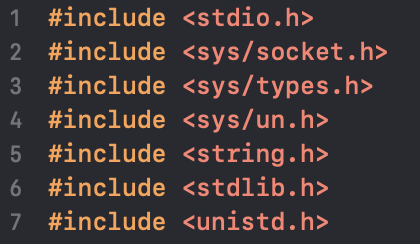 1 #include <stdio.h>
2 #include <sys/socket.h>
3 #include <sys/types.h>
4 #include <sys/un.h>
5 #include <string.h>
6 #include <stdlib.h>
7 #include <unistd.h>